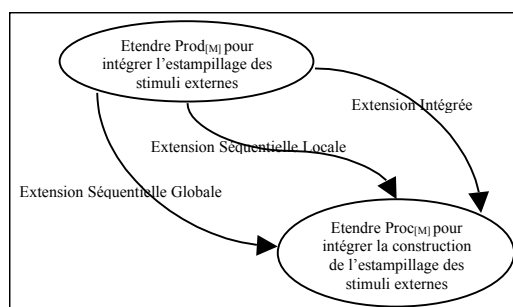 Etendre Prod[M] pour
intégrer l’estampillage des
stimuli externes
Extension Intégrée
Extension Séquentielle Locale
Extension Séquentielle Globale
Etendre Proc[M] pour
intégrer la construction
de l’estampillage des
stimuli externes